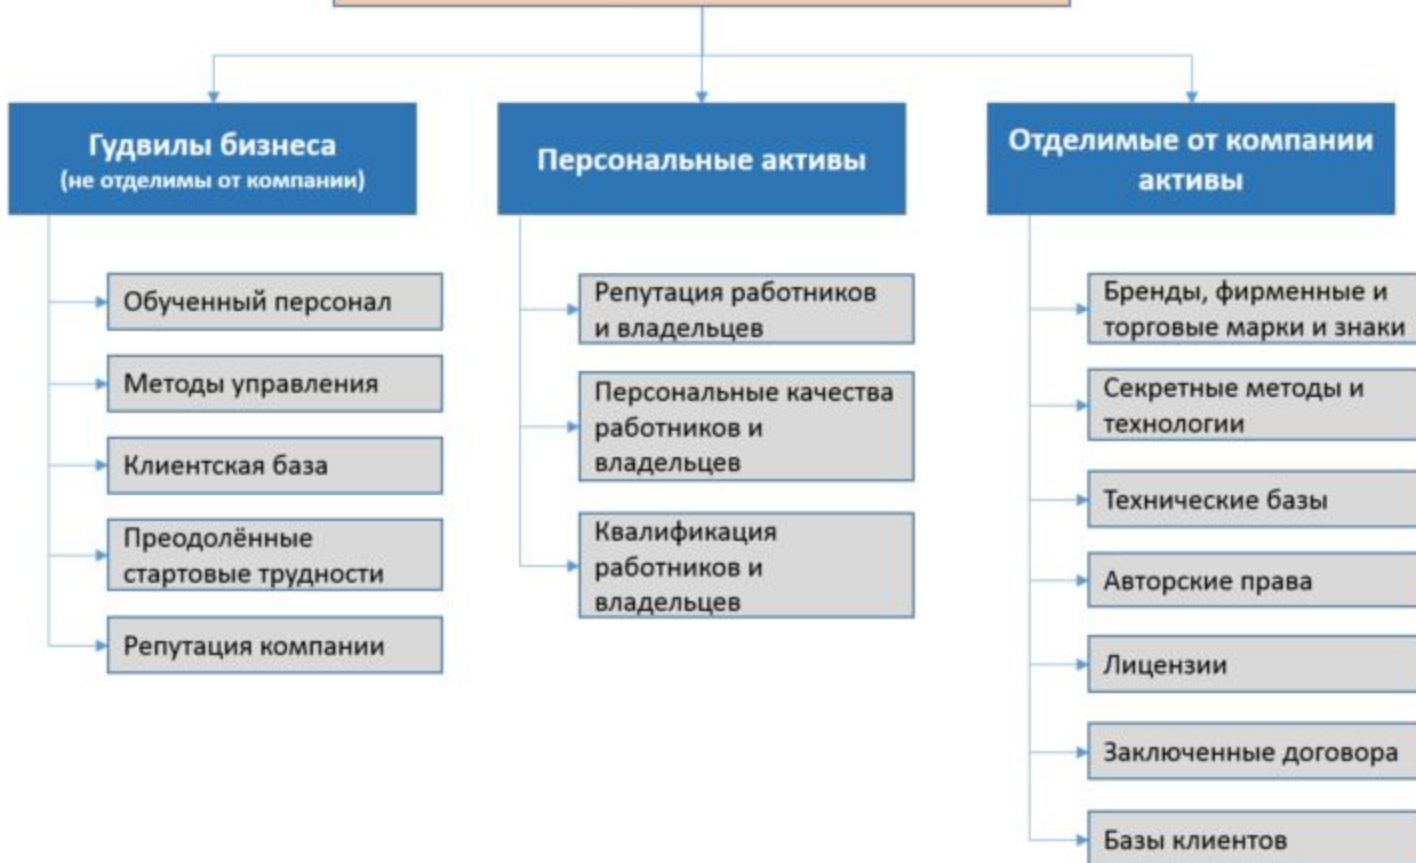 Гудвилы бизнеса
(не отделимы от компании)
Обученный персонал
Методы управления
Клиентская база
Преодолённые
стартовые трудности
Репутация компании
Персональные активы
Репутация работников
и владельцев
Персональные качества
работников и
владельцев
Квалификация
работников и
владельцев
Отделимые от компании
активы
Бренды, фирменные и
торговые марки и знаки
Секретные методы и
технологии
Технические базы
Авторские права
Лицензии
Заключенные договора
Базы клиентов